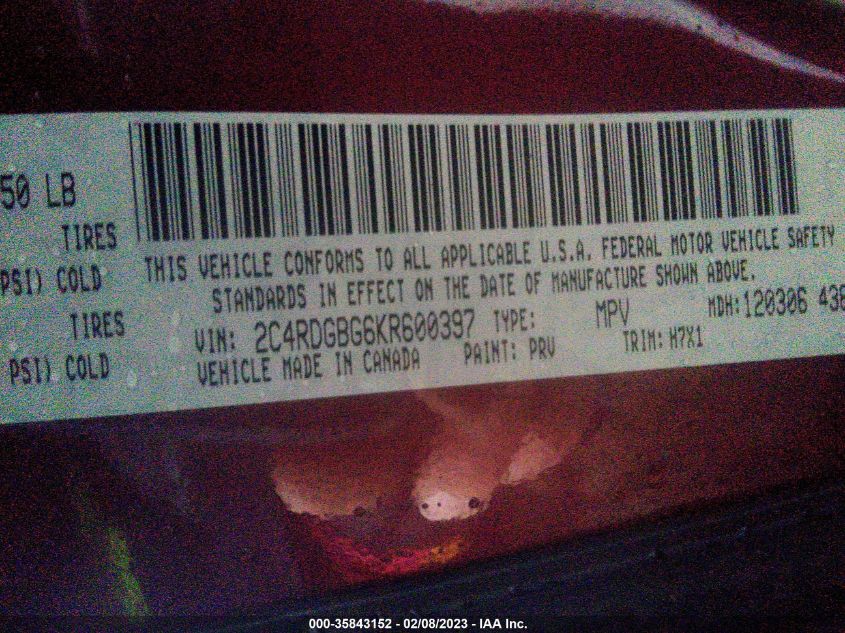 50 LB
TIRES
PSI) COLD
TIRES
PSI) COLD
THIS VEHICLE CONFORMS TO ALL APPLICABLE U.S.A. FEDERAL MOTOR VEHICLE SAFETY
STANDARDS IN EFFECT ON THE DATE OF MANUFACTURE SHOWN ABOVE.
VIN: 2C4RDGBG6KR600397 TYPE: MPV MDH: 120306 436
VEHICLE MADE IN CANADA PAINT: PRV TRIM: M7X1
000-35843152 - 02/08/2023 - IAA Inc.